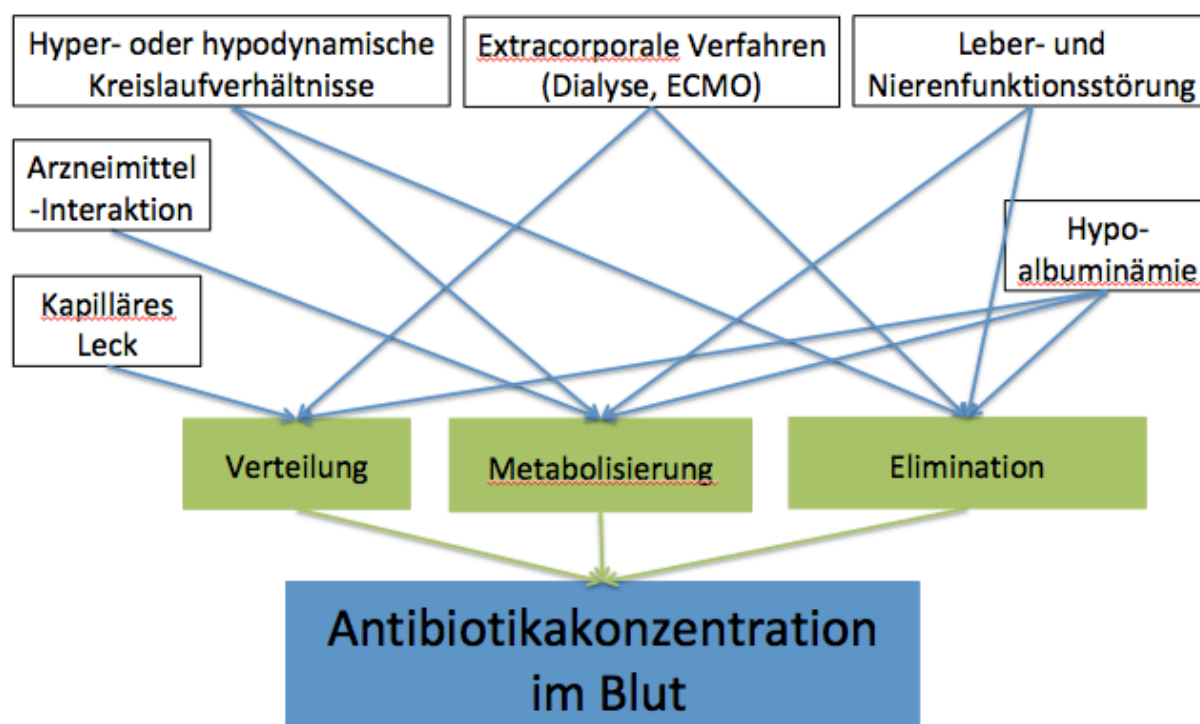 Hyper- oder hypodynamische
Kreislaufverhältnisse
Extracorporale Verfahren
(Dialyse, ECMO)
Leber- und
Nierenfunktionsstörung
Arzneimittel
-Interaktion
Hypo-
albuminämie
Kapilläres
Leck
Verteilung
Metabolisierung
Elimination
Antibiotikakonzentration
im Blut